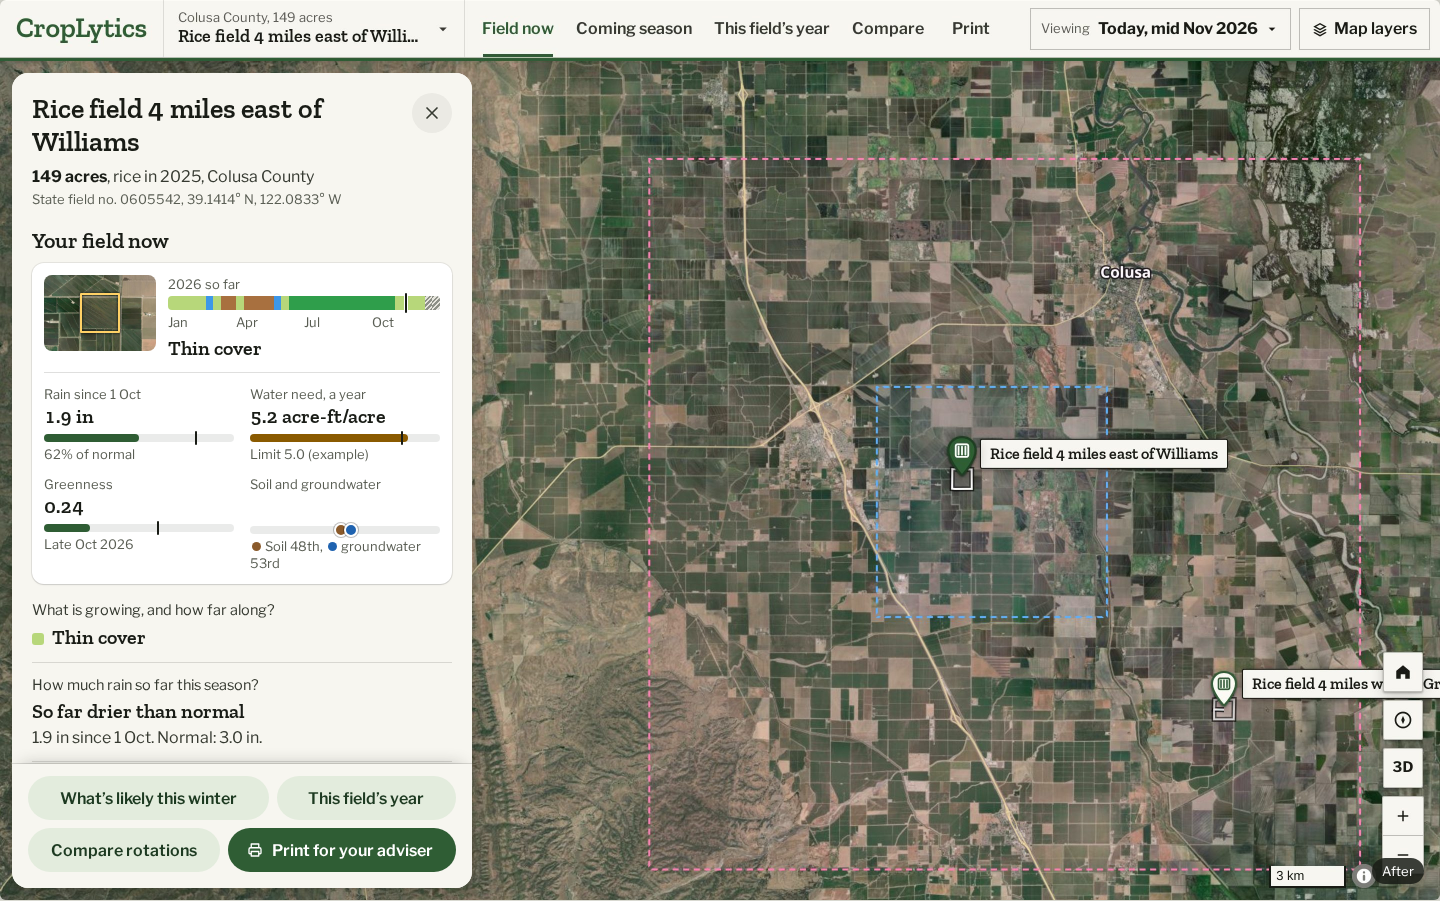 CropLytics
Colusa County, 149 acres
Rice field 4 miles east of Willi...
Field now
Coming season
This field's year
Compare
Print
Viewing Today, mid Nov 2026
Map layers
Rice field 4 miles east of
Williams
149 acres, rice in 2025, Colusa County
State field no. 0605542, 39.1414° N, 122.0833° W
Your field now
2026 so far
Jan Apr Jul Oct
Thin cover
Rain since 1 Oct
1.9 in
62% of normal
Water need, a year
5.2 acre-ft/acre
Limit 5.0 (example)
Greenness
0.24
Late Oct 2026
Soil and groundwater
Soil 48th, groundwater
53rd
What is growing, and how far along?
Thin cover
How much rain so far this season?
So far drier than normal
1.9 in since 1 Oct. Normal: 3.0 in.
What's likely this winter
This field's year
Compare rotations
Print for your adviser
Colusa
Rice field 4 miles east of Williams
Rice field 4 miles w
Gr
3D
+
−
3 km
After